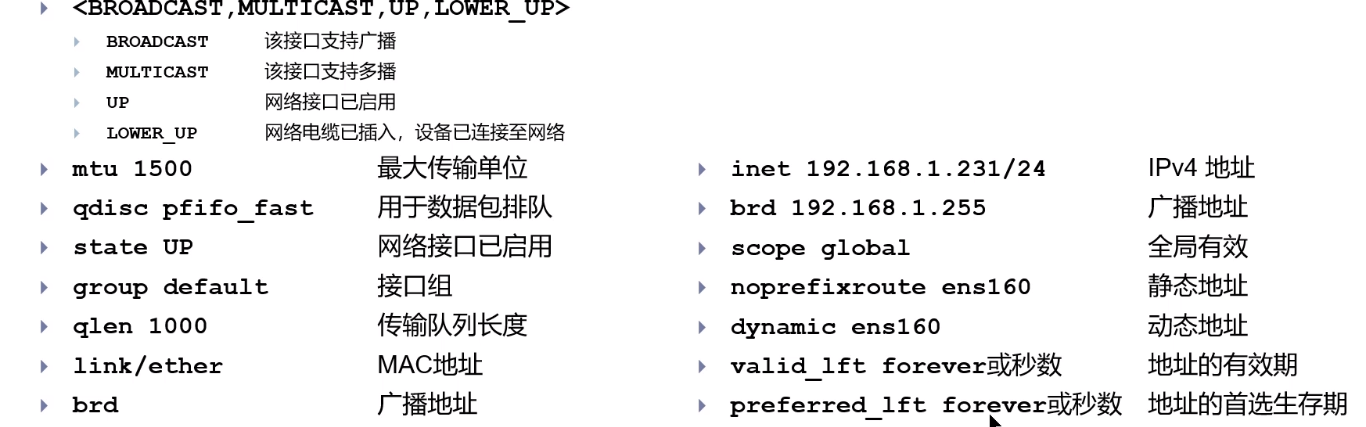 <BROADCAST,MULTICAST,UP,LOWER_UP>
BROADCAST 该接口支持广播
MULTICAST 该接口支持多播
UP 网络接口已启用
LOWER_UP 网络电缆已插入，设备已连接至网络
mtu 1500 最大传输单位
qdisc pfifo_fast 用于数据包排队
state UP 网络接口已启用
group default 接口组
qlen 1000 传输队列长度
link/ether MAC地址
brd 广播地址
inet 192.168.1.231/24 IPv4 地址
brd 192.168.1.255 广播地址
scope global 全局有效
noprefixroute ens160 静态地址
dynamic ens160 动态地址
valid_lft forever或秒数 地址的有效期
preferred_lft forever或秒数 地址的首选生存期